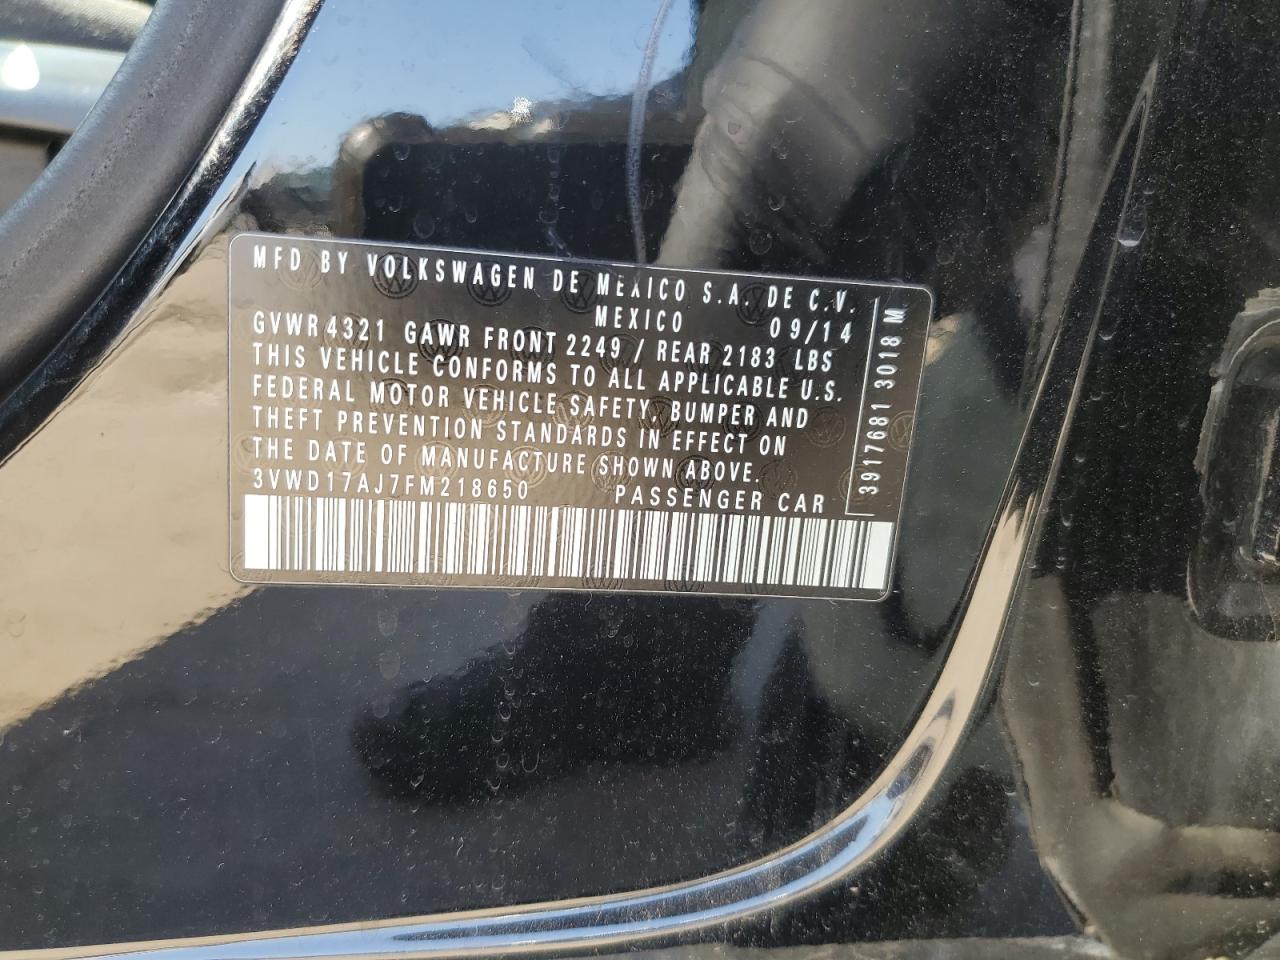 MFD BY VOLKSWAGEN DE MEXICO S.A. DE C.V.
MEXICO 09/14
GVWR 4321 GAWR FRONT 2249 / REAR 2183 LBS
THIS VEHICLE CONFORMS TO ALL APPLICABLE U.S.
FEDERAL MOTOR VEHICLE SAFETY, BUMPER AND
THEFT PREVENTION STANDARDS IN EFFECT ON
THE DATE OF MANUFACTURE SHOWN ABOVE.
3VWD17AJ7FM218650 PASSENGER CAR
3917681 3018 M